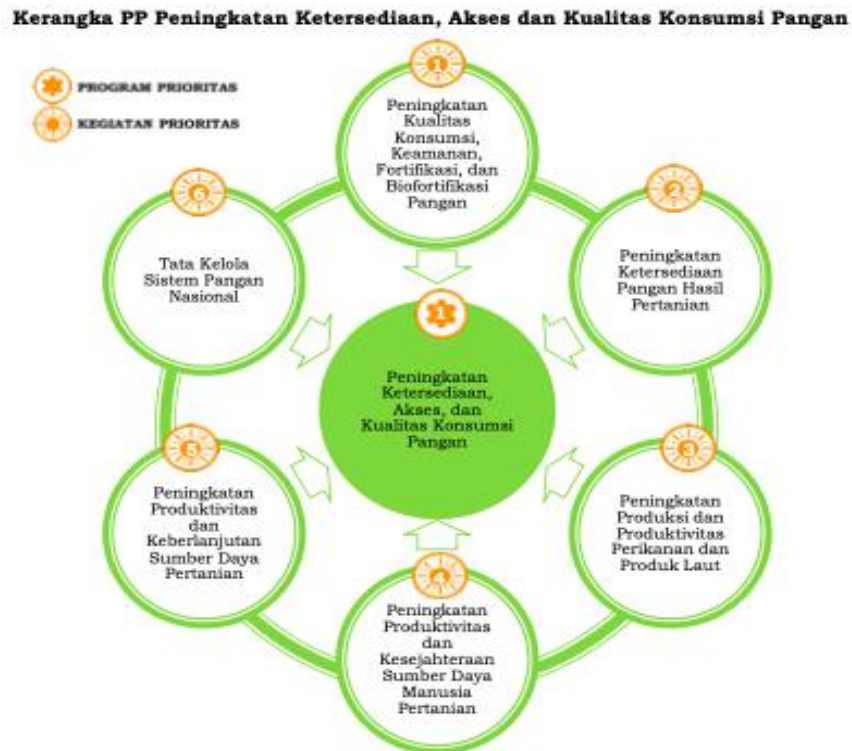 Kerangka PP Peningkatan Ketersediaan, Akses dan Kualitas Konsumsi Pangan
PROGRAM PRIORITAS
KEGIATAN PRIORITAS
1
Peningkatan
Kualitas
Konsumsi,
Keamanan,
Fortifikasi, dan
Biofortifikasi
Pangan
2
Peningkatan
Ketersediaan
Pangan Hasil
Pertanian
3
Peningkatan
Produksi dan
Produktivitas
Perikanan dan
Produk Laut
4
Peningkatan
Produktivitas
dan
Kesejahteraan
Sumber Daya
Manusia
Pertanian
5
Peningkatan
Produktivitas
dan
Keberlanjutan
Sumber Daya
Pertanian
6
Tata Kelola
Sistem Pangan
Nasional
1
Peningkatan
Ketersediaan,
Akses, dan
Kualitas Konsumsi
Pangan